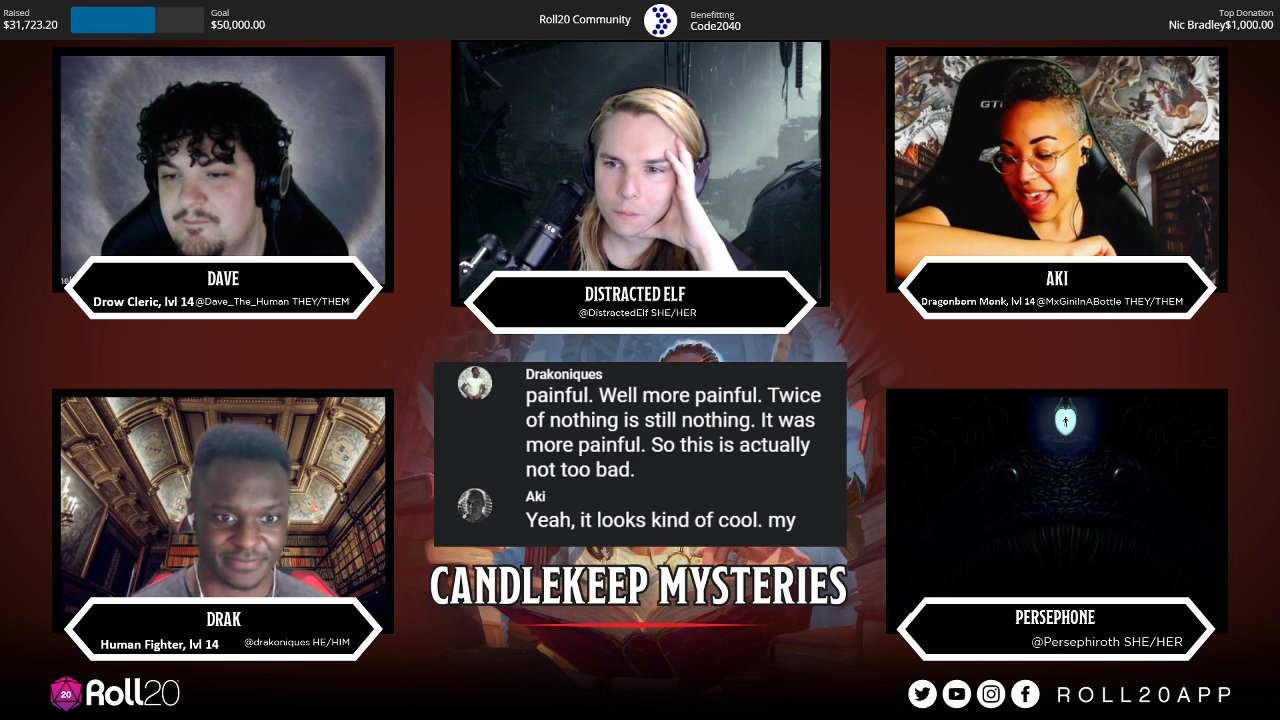 Raised
$31,723.20
Goal
$50,000.00
Roll20 Community
Benefitting
Code2040
Top Donation
Nic Bradley$1,000.00
GT
DAVE
Drow Cleric, lvl 14 @Dave_The_Human THEY/THEM
DISTRACTED ELF
@DistractedElf SHE/HER
AKI
Dragonborn Monk, lvl 14 @MxGiniInABottle THEY/THEM
Drakoniques
painful. Well more painful. Twice
of nothing is still nothing. It was
more painful. So this is actually
not too bad.
Aki
Yeah, it looks kind of cool. my
CANDLEKEEP MYSTERIES
DRAK
Human Fighter, lvl 14 @drakoniques HE/HIM
PERSEPHONE
@Persephiroth SHE/HER
20 Roll20
ROLL20APP